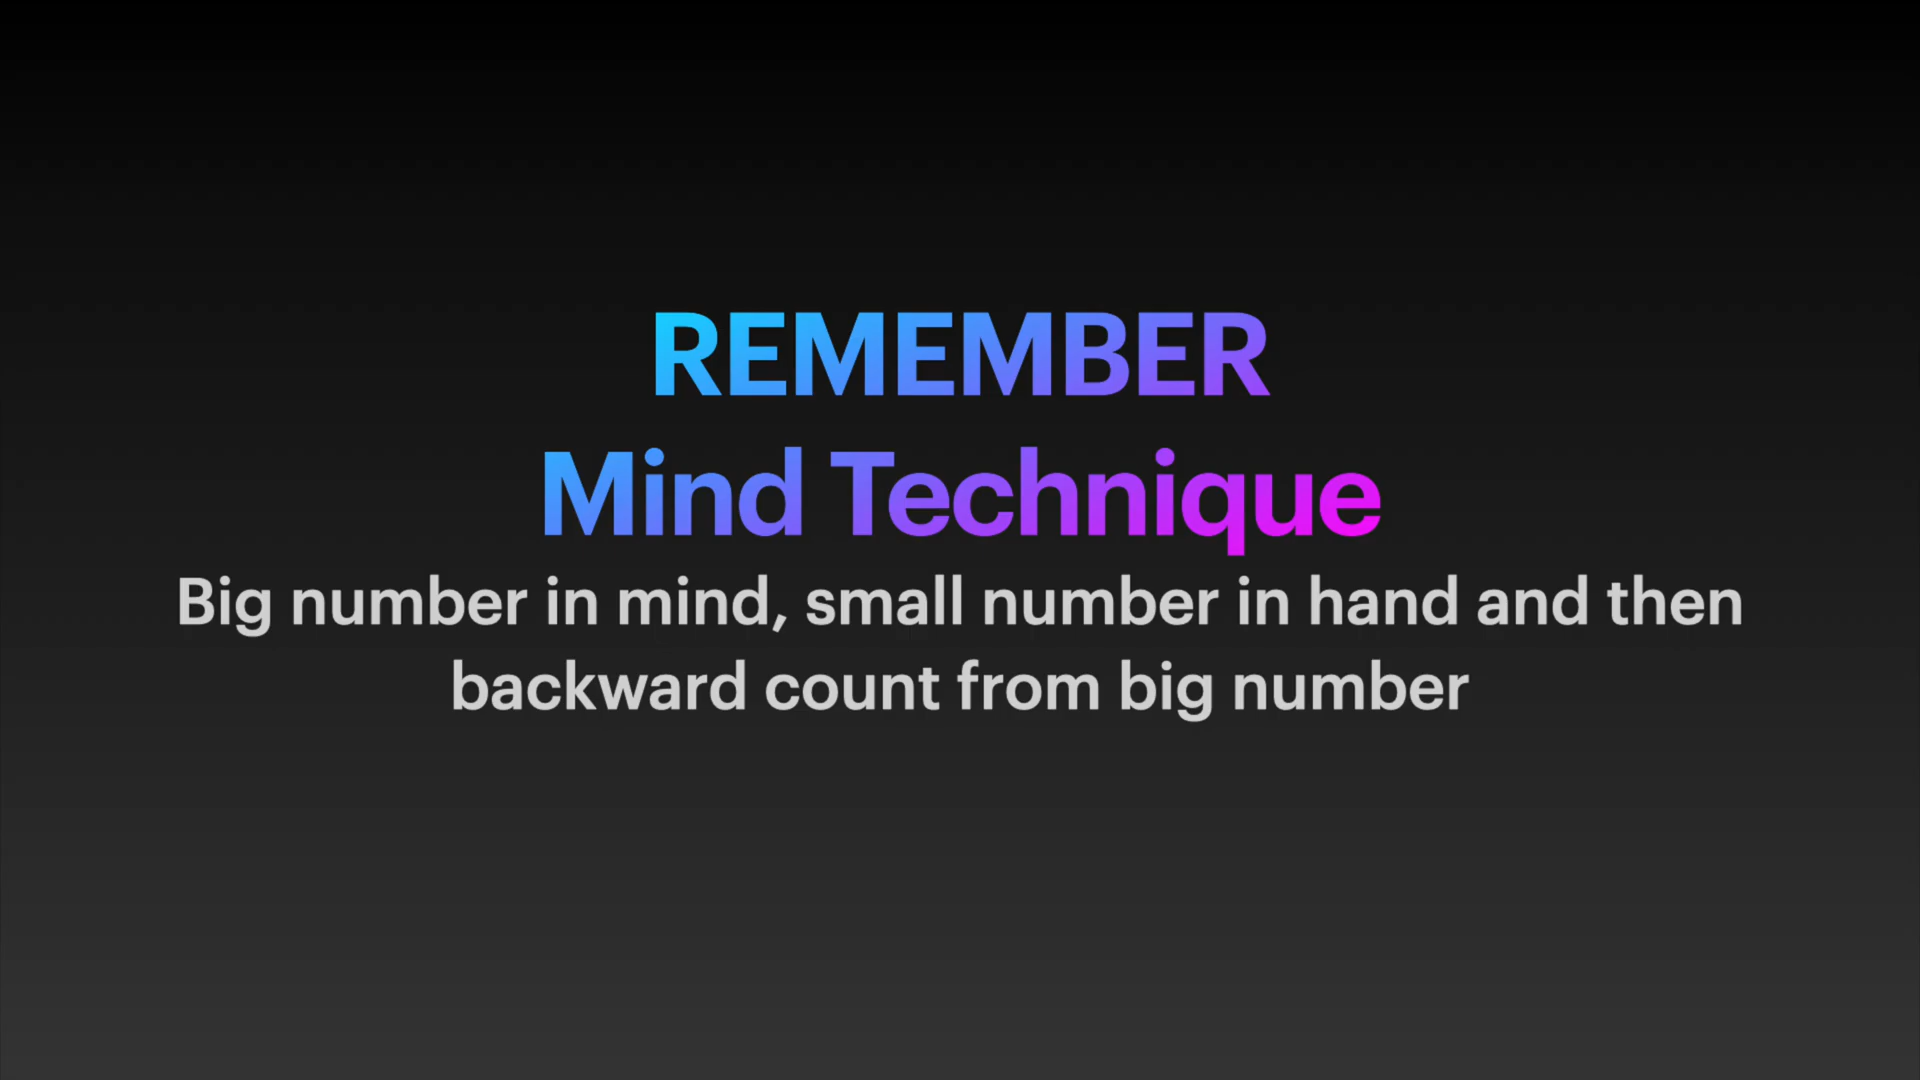 REMEMBER
Mind Technique
Big number in mind, small number in hand and then
backward count from big number